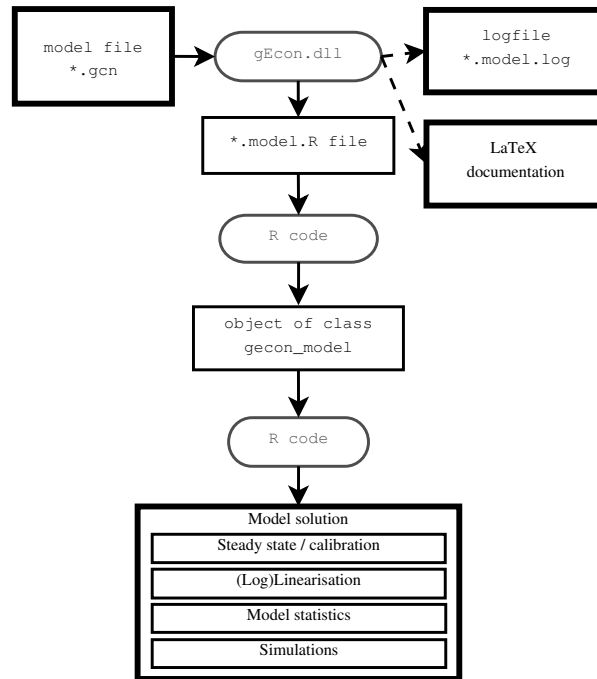 model file
*.gcn
gEcon.dll
logfile
*.model.log
*.model.R file
LaTeX
documentation
R code
object of class
gecon_model
R code
Model solution
Steady state / calibration
(Log)Linearisation
Model statistics
Simulations